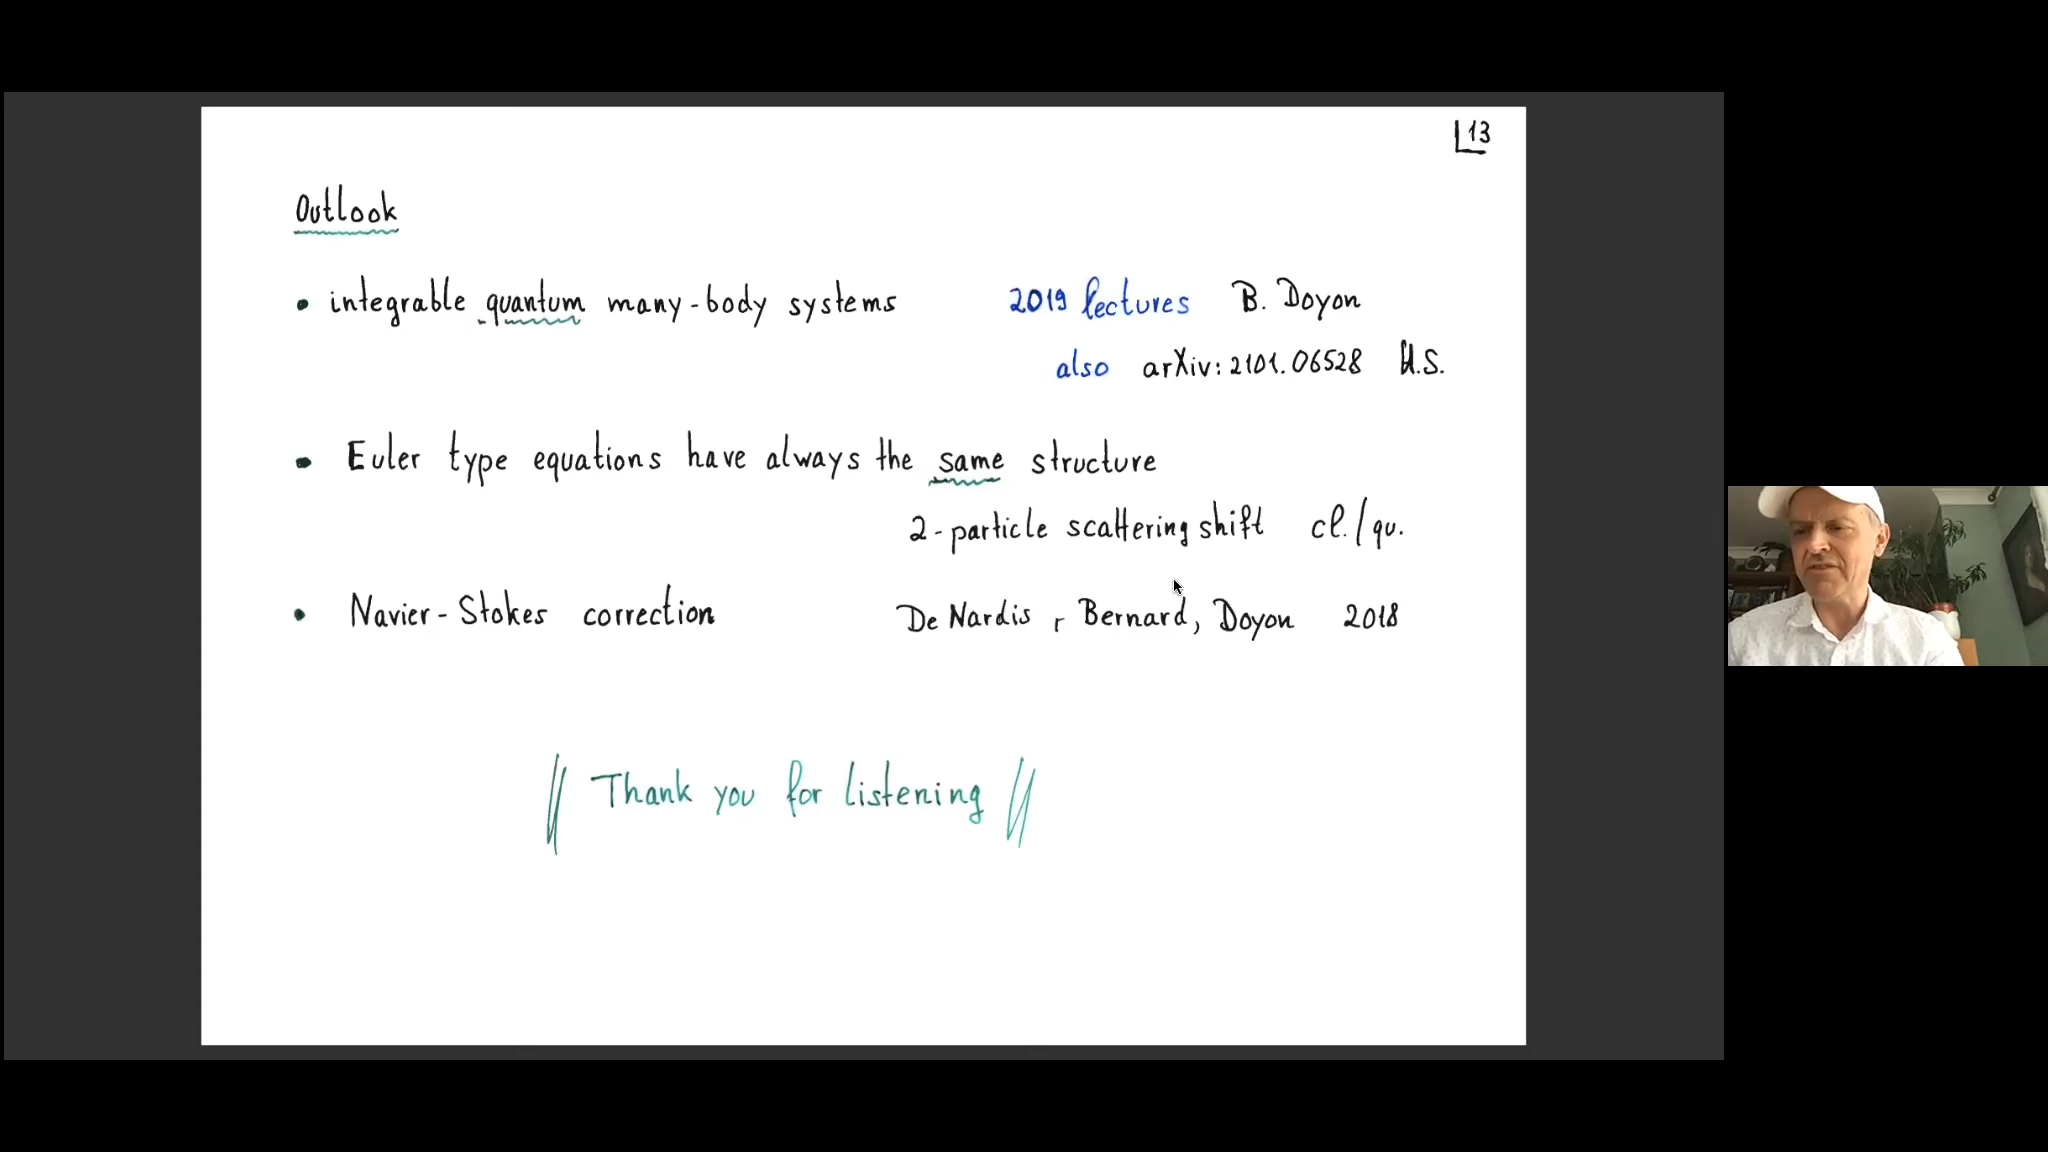 13
Outlook
• integrable quantum many-body systems 2019 lectures B. Doyon
also arXiv: 2101.06528 H.S.
• Euler type equations have always the same structure
2-particle scattering shift cl./qu.
• Navier-Stokes correction De Nardis, Bernard, Doyon 2018
// Thank you for listening //